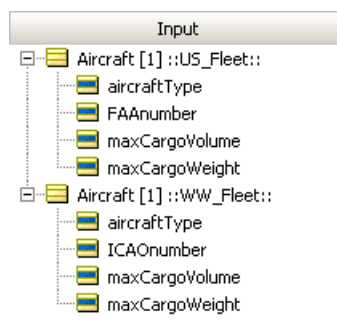 Input
Aircraft [1] ::US_Fleet::
aircraftType
FAAnumber
maxCargoVolume
maxCargoWeight
Aircraft [1] ::WW_Fleet::
aircraftType
ICAOnumber
maxCargoVolume
maxCargoWeight